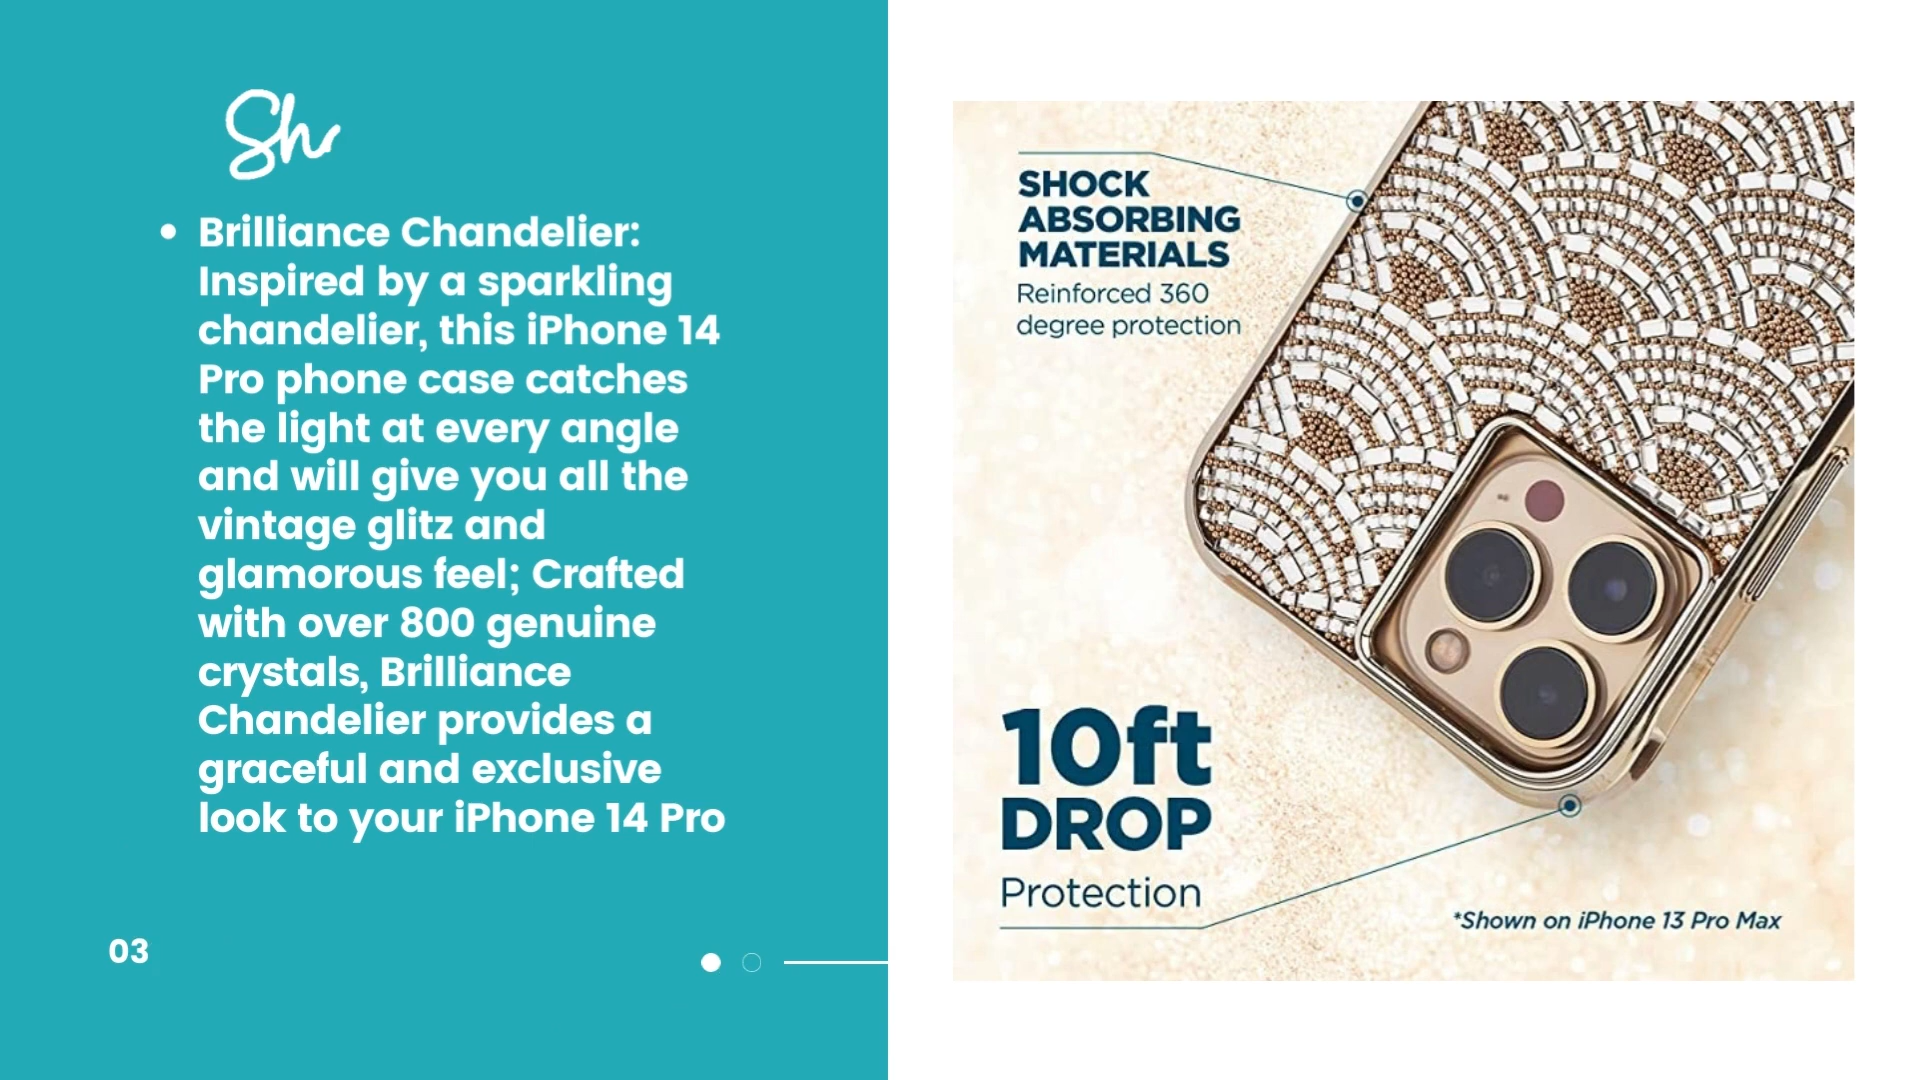 Sh
Brilliance Chandelier:
Inspired by a sparkling
chandelier, this iPhone 14
Pro phone case catches
the light at every angle
and will give you all the
vintage glitz and
glamorous feel; Crafted
with over 800 genuine
crystals, Brilliance
Chandelier provides a
graceful and exclusive
look to your iPhone 14 Pro
03
SHOCK
ABSORBING
MATERIALS
Reinforced 360
degree protection
10ft
DROP
Protection
*Shown on iPhone 13 Pro Max